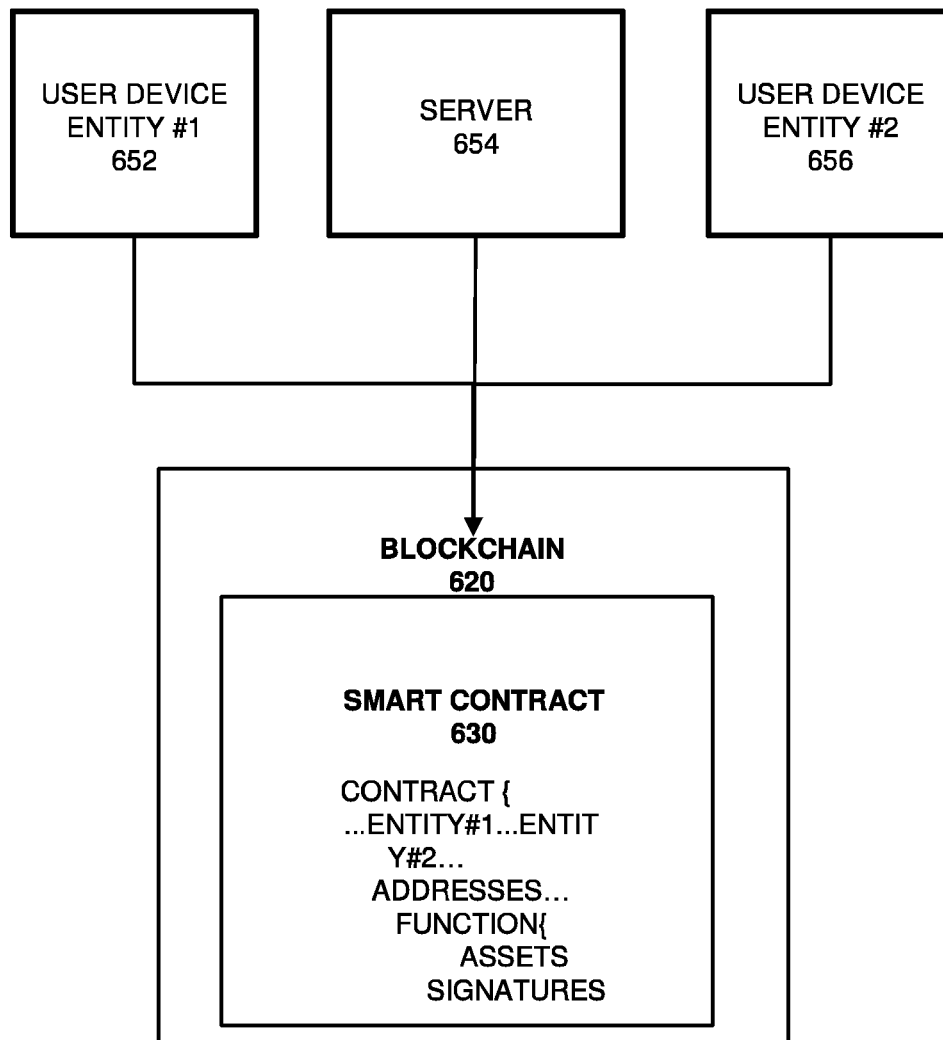 USER DEVICE
ENTITY #1
652
SERVER
654
USER DEVICE
ENTITY #2
656
BLOCKCHAIN
620
SMART CONTRACT
630
CONTRACT {
...ENTITY#1...ENTIT
Y#2...
ADDRESSES...
FUNCTION{
ASSETS
SIGNATURES